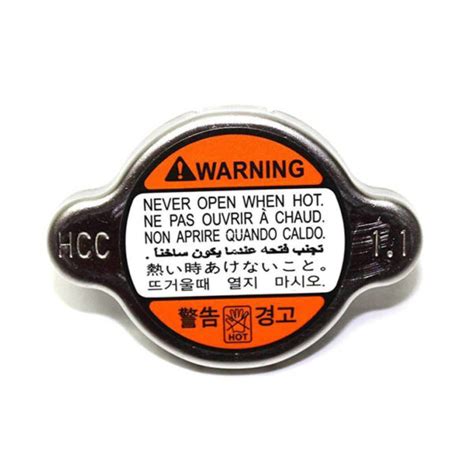 WARNING
NEVER OPEN WHEN HOT.
NE PAS OUVRIR À CHAUD.
NON APRIRE QUANDO CALDO.
HCC
تجنب فتحه عندما يكون ساخنا .
1.1
熱い時あけないこと。
뜨거울때 열지 마시오.
警告 HOT 경고